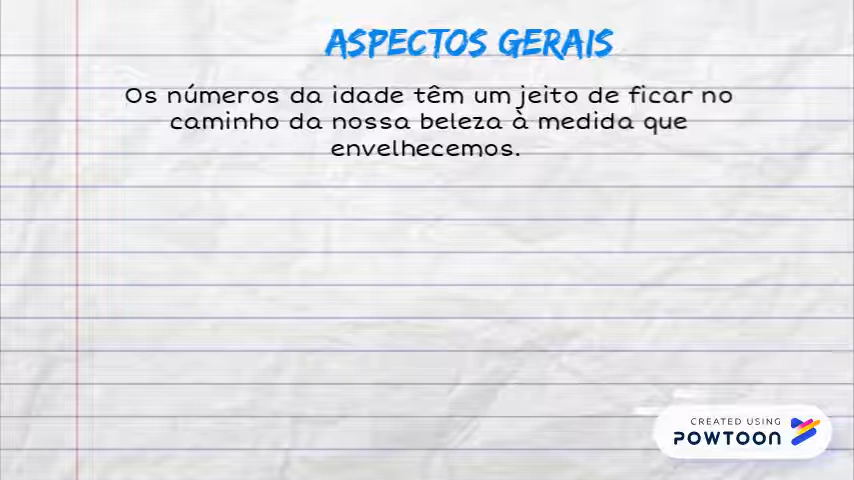 ASPECTOS GERAIS
Os números da idade têm um jeito de ficar no
caminho da nossa beleza à medida que
envelhecemos.
CREATED USING
POWTOON